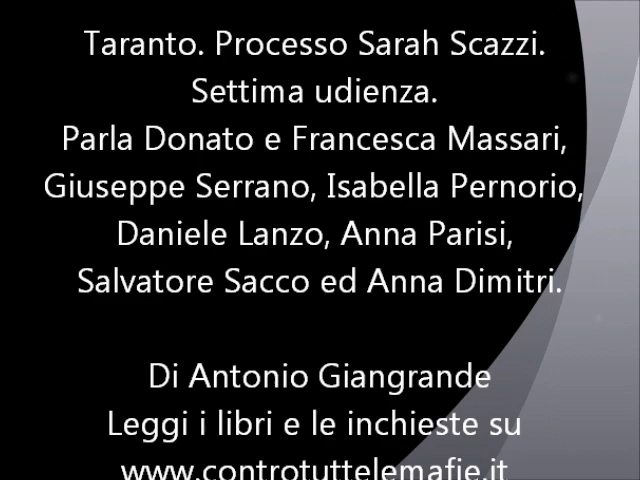 Taranto. Processo Sarah Scazzi.
Settima udienza.
Parla Donato e Francesca Massari,
Giuseppe Serrano, Isabella Pernorio,
Daniele Lanzo, Anna Parisi,
Salvatore Sacco ed Anna Dimitri.
Di Antonio Giangrande
Leggi i libri e le inchieste su
www.controtuttelemafie.it